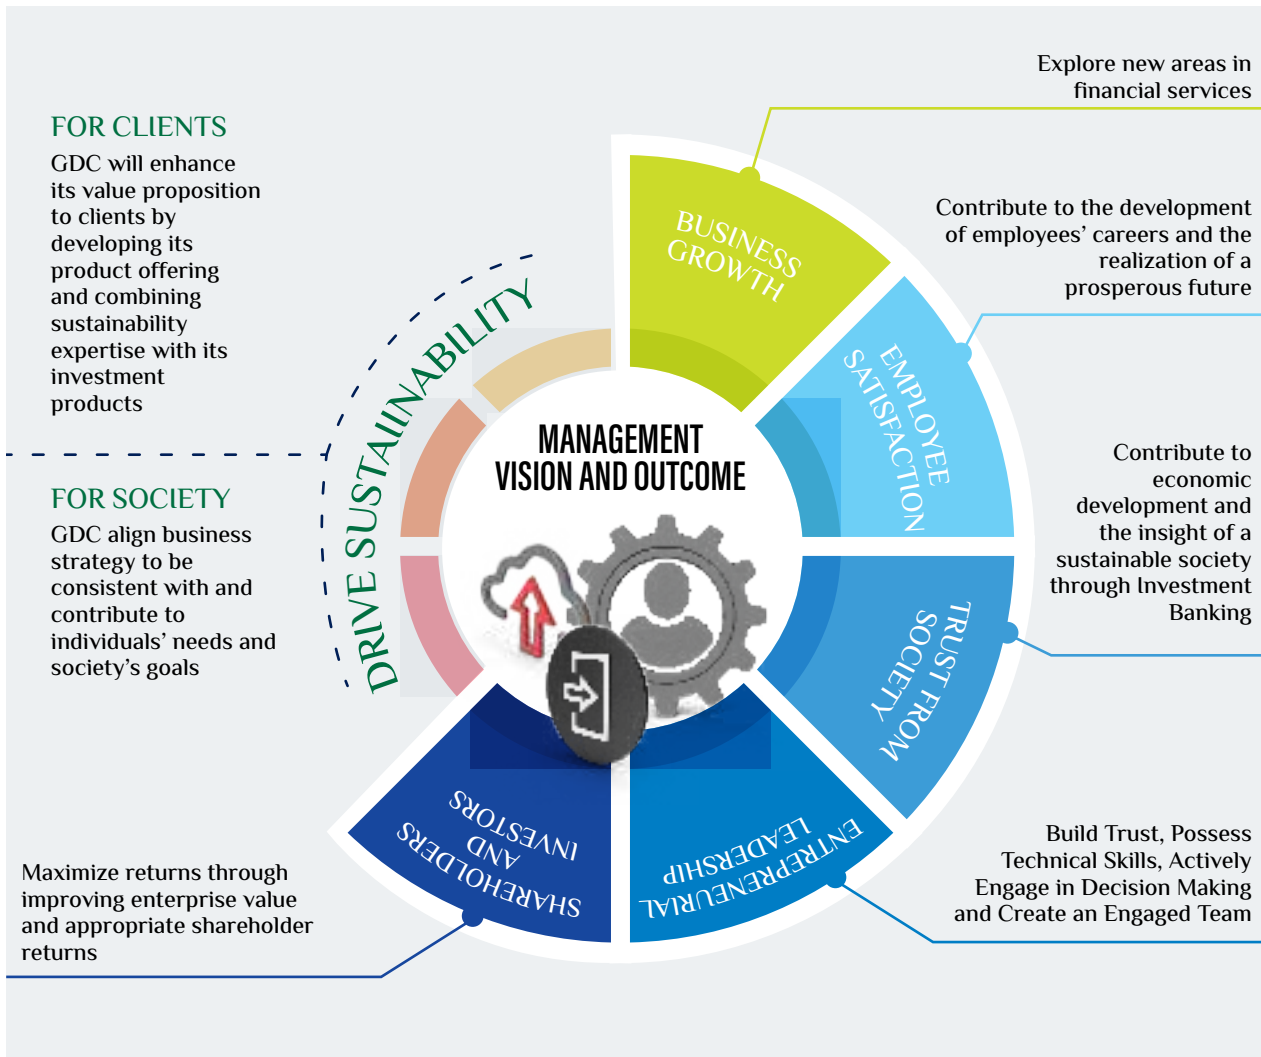 FOR CLIENTS
GDC will enhance
its value proposition
to clients by
developing its
product offering
and combining
sustainability
expertise with its
investment
products
FOR SOCIETY
GDC align business
strategy to be
consistent with and
contribute to
individuals’ needs and
society’s goals
DRIVE SUSTAIINABILITY
MANAGEMENT
VISION AND OUTCOME
BUSINESS
GROWTH
Explore new areas in
financial services
EMPLOYEE
SATISFACTION
Contribute to the development
of employees’ careers and the
realization of a
prosperous future
TRUST FROM
SOCIETY
Contribute to
economic
development and
the insight of a
sustainable society
through Investment
Banking
ENTREPRENEURIAL
LEADERSHIP
Build Trust, Possess
Technical Skills, Actively
Engage in Decision Making
and Create an Engaged Team
SHAREHOLDERS
AND
INVESTORS
Maximize returns through
improving enterprise value
and appropriate shareholder
returns